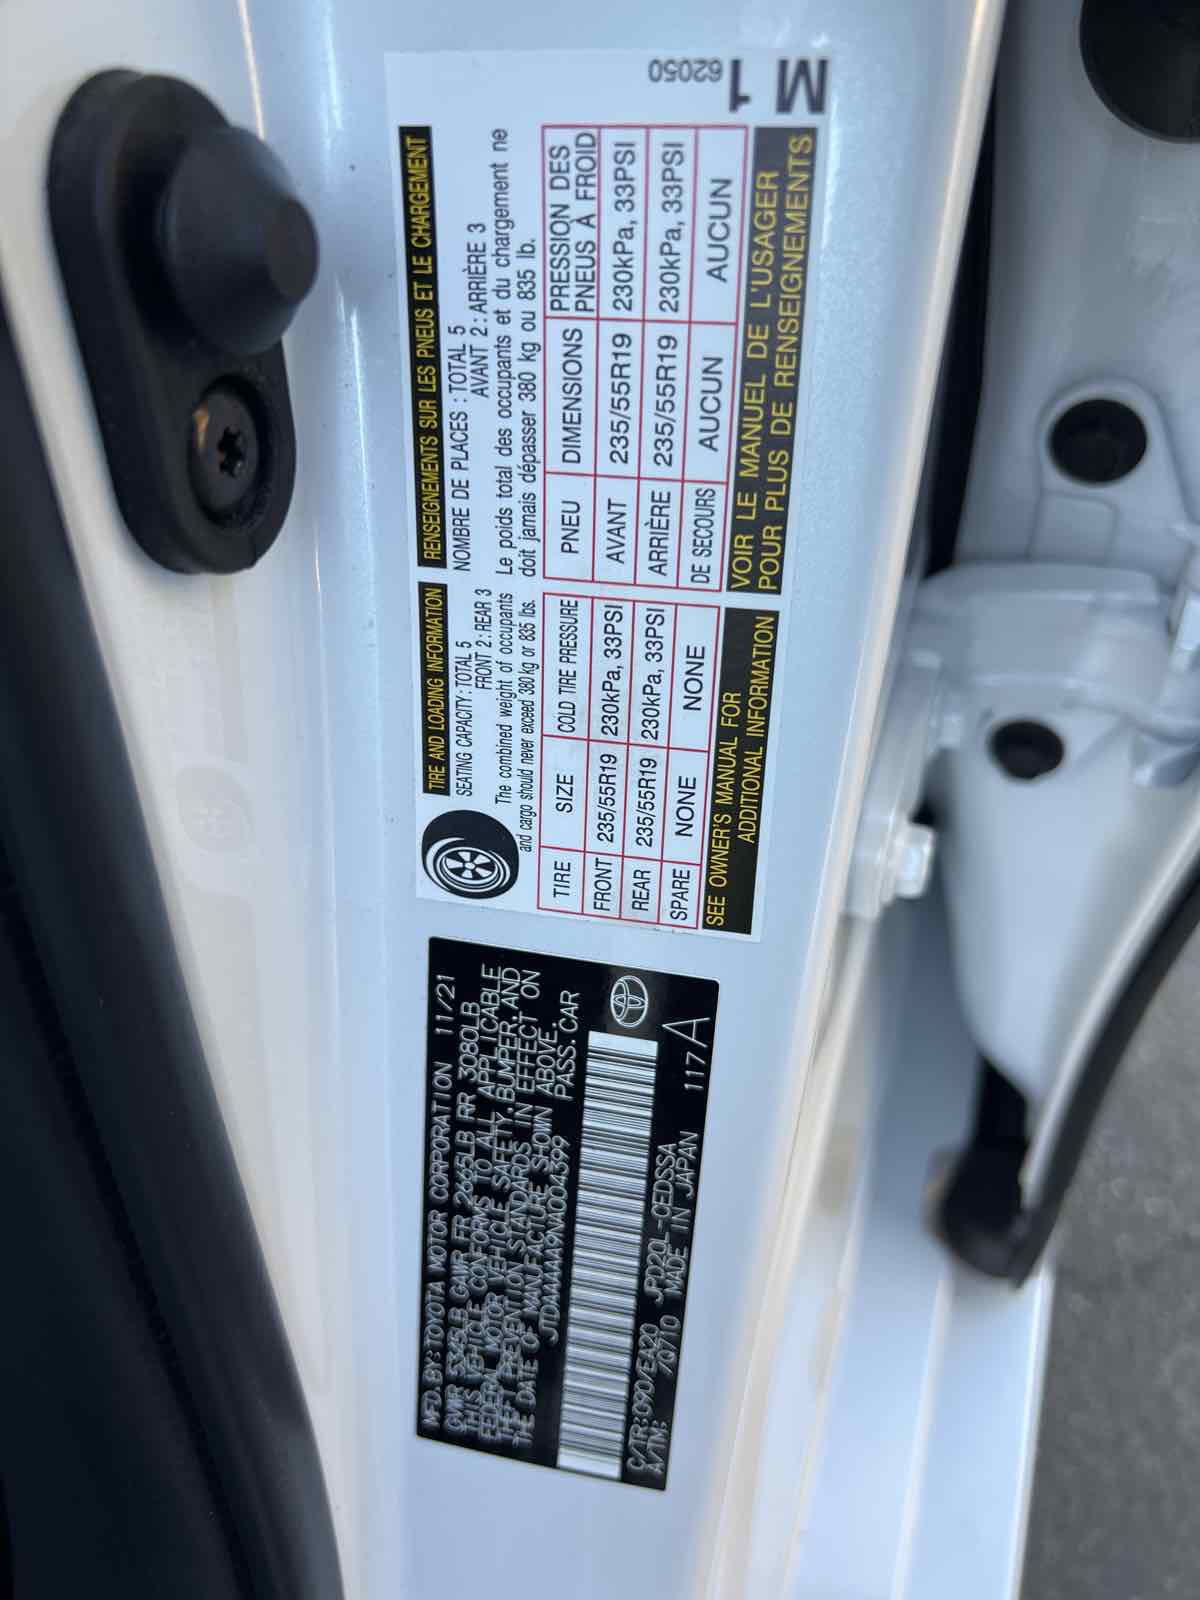 TIRE AND LOADING INFORMATION
SEATING CAPACITY : TOTAL 5
FRONT 2 : REAR 3
The combined weight of occupants
and cargo should never exceed 380 kg or 835 lbs.
TIRE SIZE COLD TIRE PRESSURE
FRONT 235/55R19 230kPa, 33PSI
REAR 235/55R19 230kPa, 33PSI
SPARE NONE NONE
SEE OWNER'S MANUAL FOR
ADDITIONAL INFORMATION
RENSEIGNEMENTS SUR LES PNEUS ET LE CHARGEMENT
NOMBRE DE PLACES : TOTAL 5
AVANT 2 : ARRIÈRE 3
Le poids total des occupants et du chargement ne
doit jamais dépasser 380 kg ou 835 lb.
PNEU DIMENSIONS PRESSION DES
PNEUS À FROID
AVANT 235/55R19 230kPa, 33PSI
ARRIÈRE 235/55R19 230kPa, 33PSI
DE SECOURS AUCUN AUCUN
VOIR LE MANUEL DE L'USAGER
POUR PLUS DE RENSEIGNEMENTS
62050
M1
MFD.BY:TOYOTA MOTOR CORPORATION 11/21
GVWR 5345LB GAWR FR 2665LB RR 3080LB
THIS VEHICLE CONFORMS TO ALL APPLICABLE
FEDERAL MOTOR VEHICLE SAFETY,BUMPER,AND
THEFT PREVENTION STANDARDS IN EFFECT ON
THE DATE OF MANUFACTURE SHOWN ABOVE.
JTDAAAAA9NA004399 PASS.CAR
C/TR:090/EA20 JPD20L-CEDSSA
A/TM: /0710 MADE IN JAPAN 117A